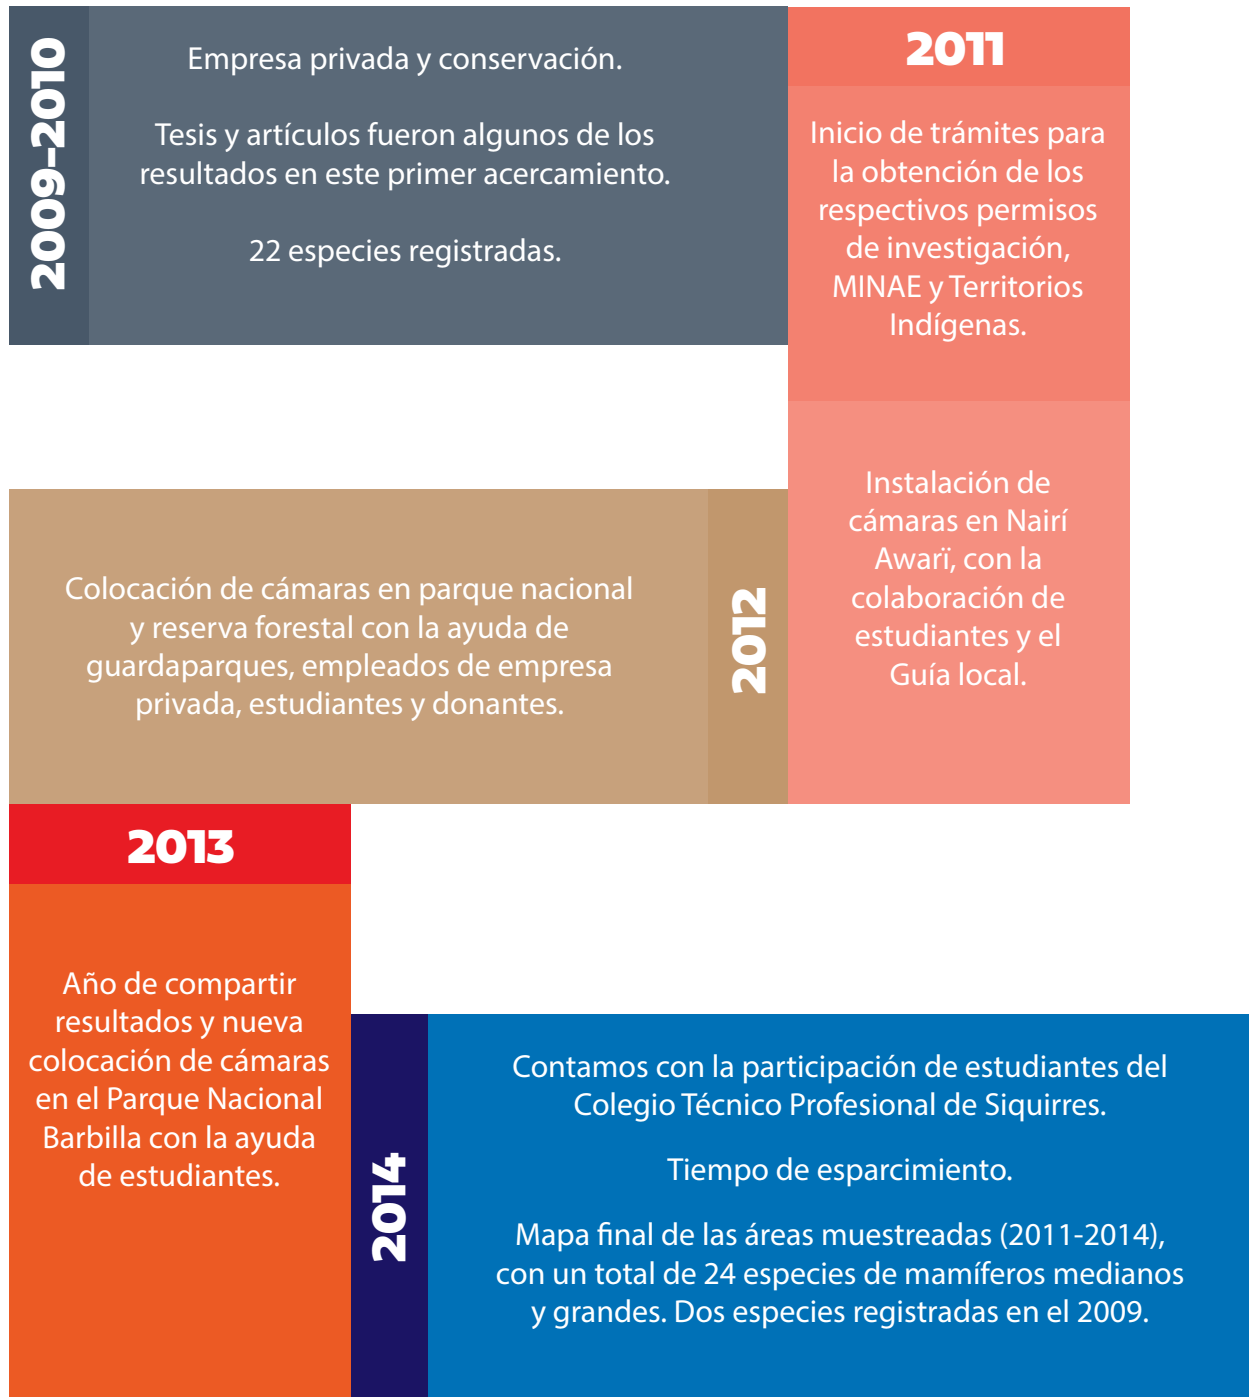 2009-2010
Empresa privada y conservación.
Tesis y artículos fueron algunos de los
resultados en este primer acercamiento.
22 especies registradas.
2011
Inicio de trámites para
la obtención de los
respectivos permisos
de investigación,
MINAE y Territorios
Indígenas.
Instalación de
cámaras en Nairí
Awarï, con la
colaboración de
estudiantes y el
Guía local.
2012
Colocación de cámaras en parque nacional
y reserva forestal con la ayuda de
guardaparques, empleados de empresa
privada, estudiantes y donantes.
2013
Año de compartir
resultados y nueva
colocación de cámaras
en el Parque Nacional
Barbilla con la ayuda
de estudiantes.
2014
Contamos con la participación de estudiantes del
Colegio Técnico Profesional de Siquirres.
Tiempo de esparcimiento.
Mapa final de las áreas muestreadas (2011-2014),
con un total de 24 especies de mamíferos medianos
y grandes. Dos especies registradas en el 2009.